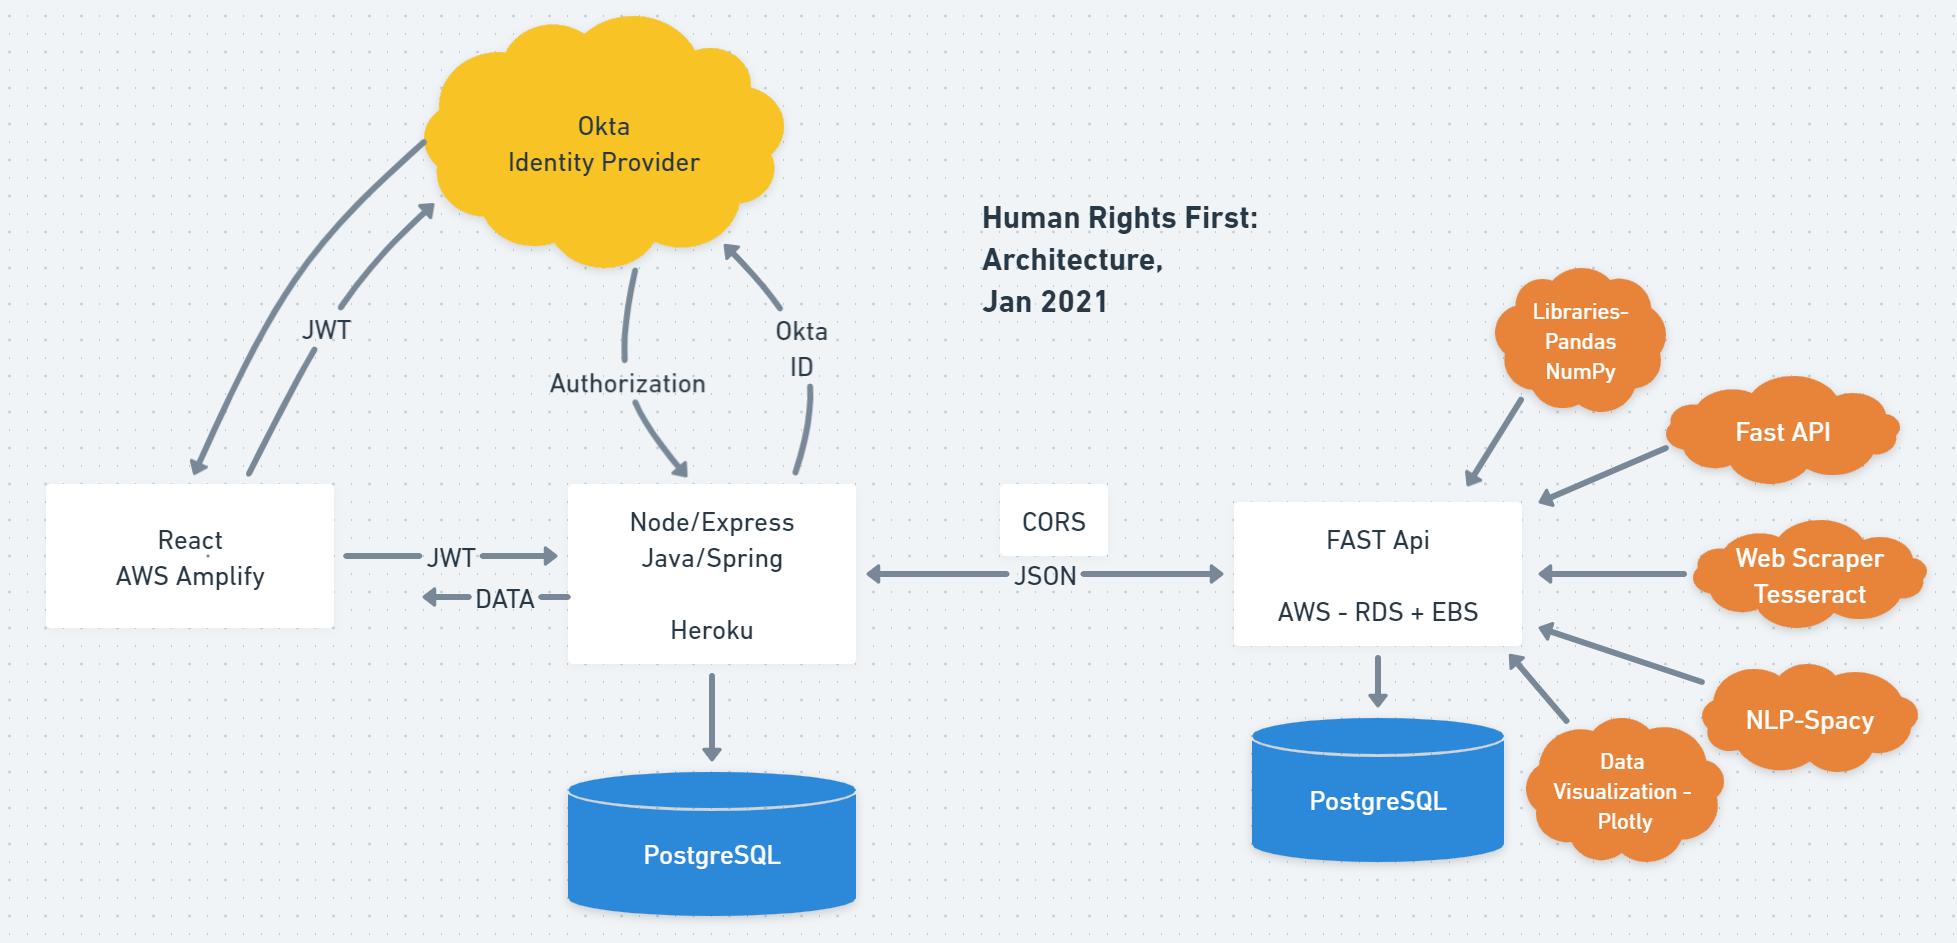 Okta
Identity Provider
Human Rights First:
Architecture,
Jan 2021
JWT
Authorization
Okta
ID
React
AWS Amplify
JWT
DATA
Node/Express
Java/Spring
Heroku
PostgreSQL
CORS
JSON
FAST Api
AWS - RDS + EBS
PostgreSQL
Libraries-
Pandas
NumPy
Fast API
Web Scraper
Tesseract
NLP-Spacy
Data
Visualization -
Plotly